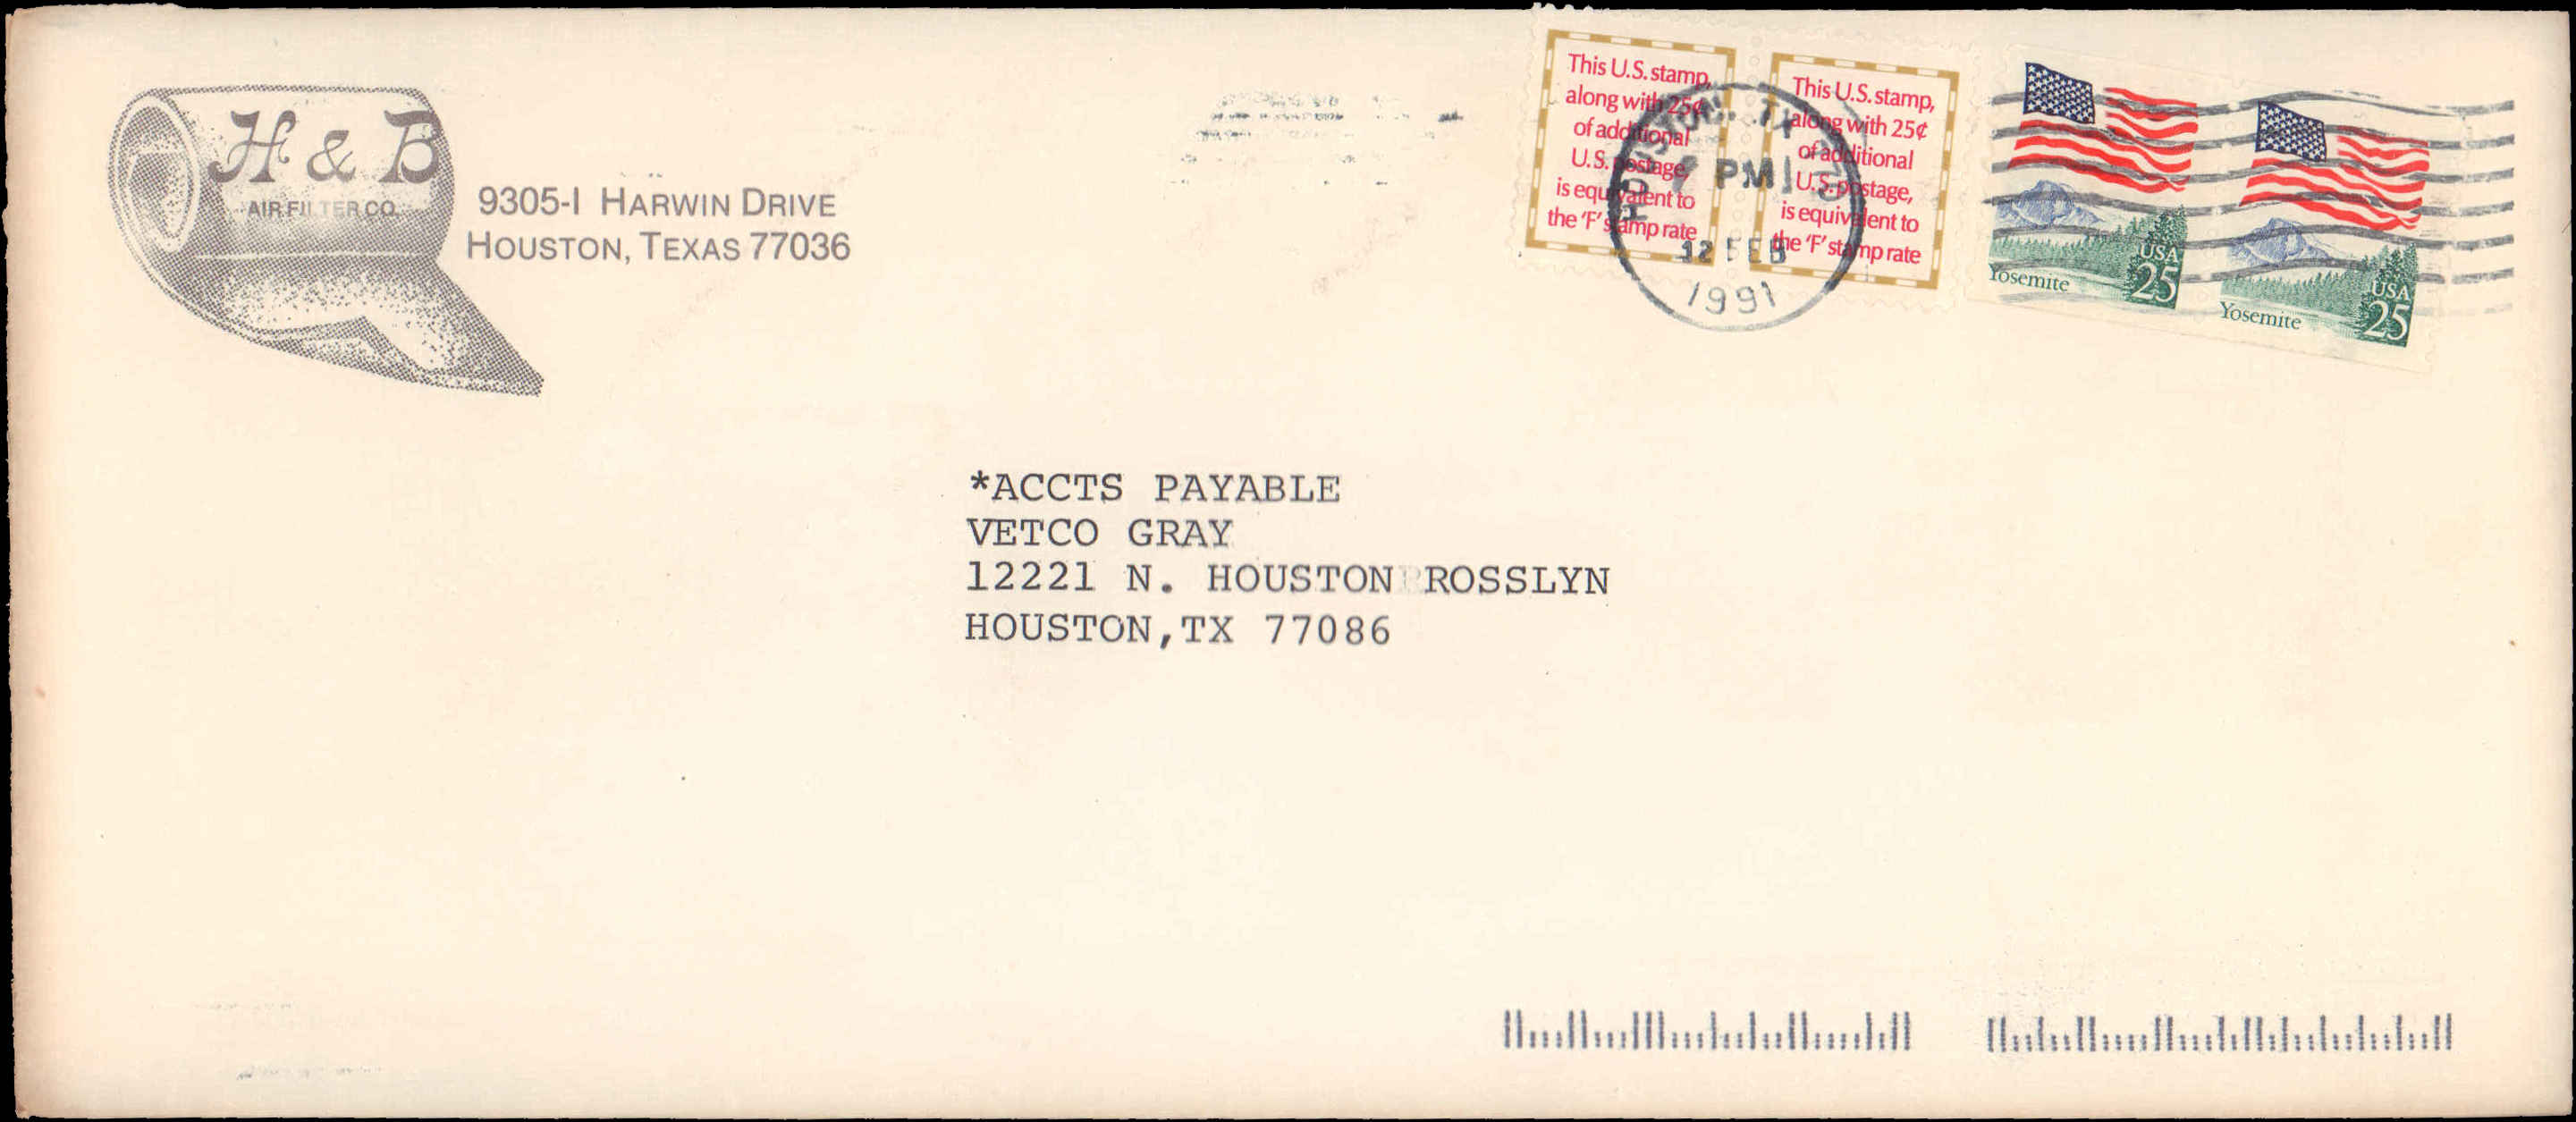 H & B
AIR FILTER CO.
9305-I HARWIN DRIVE
HOUSTON, TEXAS 77036
This U.S. stamp,
along with 25¢
of additional
U.S. postage,
is equivalent to
the 'F' stamp rate
This U.S. stamp,
along with 25¢
of additional
U.S. postage,
is equivalent to
the 'F' stamp rate
HOUSTON, TX
PM
12 FEB
1991
USA
25
Yosemite
USA
25
Yosemite
*ACCTS PAYABLE
VETCO GRAY
12221 N. HOUSTON ROSSLYN
HOUSTON,TX 77086